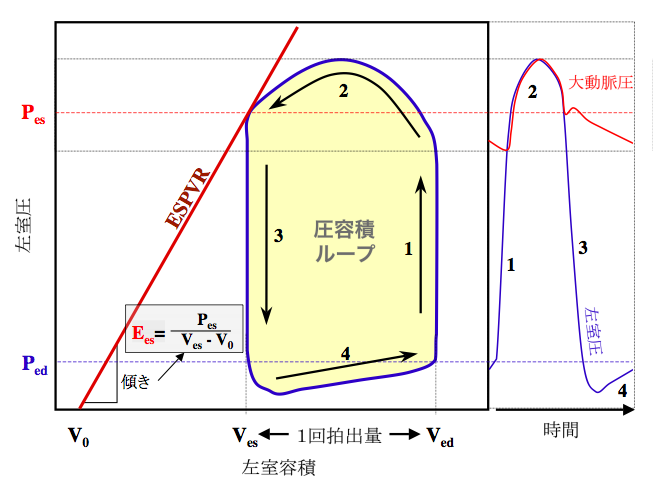 大動脈圧
2
2
Pes
ESPVR
左室圧
圧容積
ループ
3
1
1
3
Ees=
Pes
Ves - V0
左室圧
4
Ped
傾き
4
V0
Ves
1回拍出量
Ved
時間
左室容積